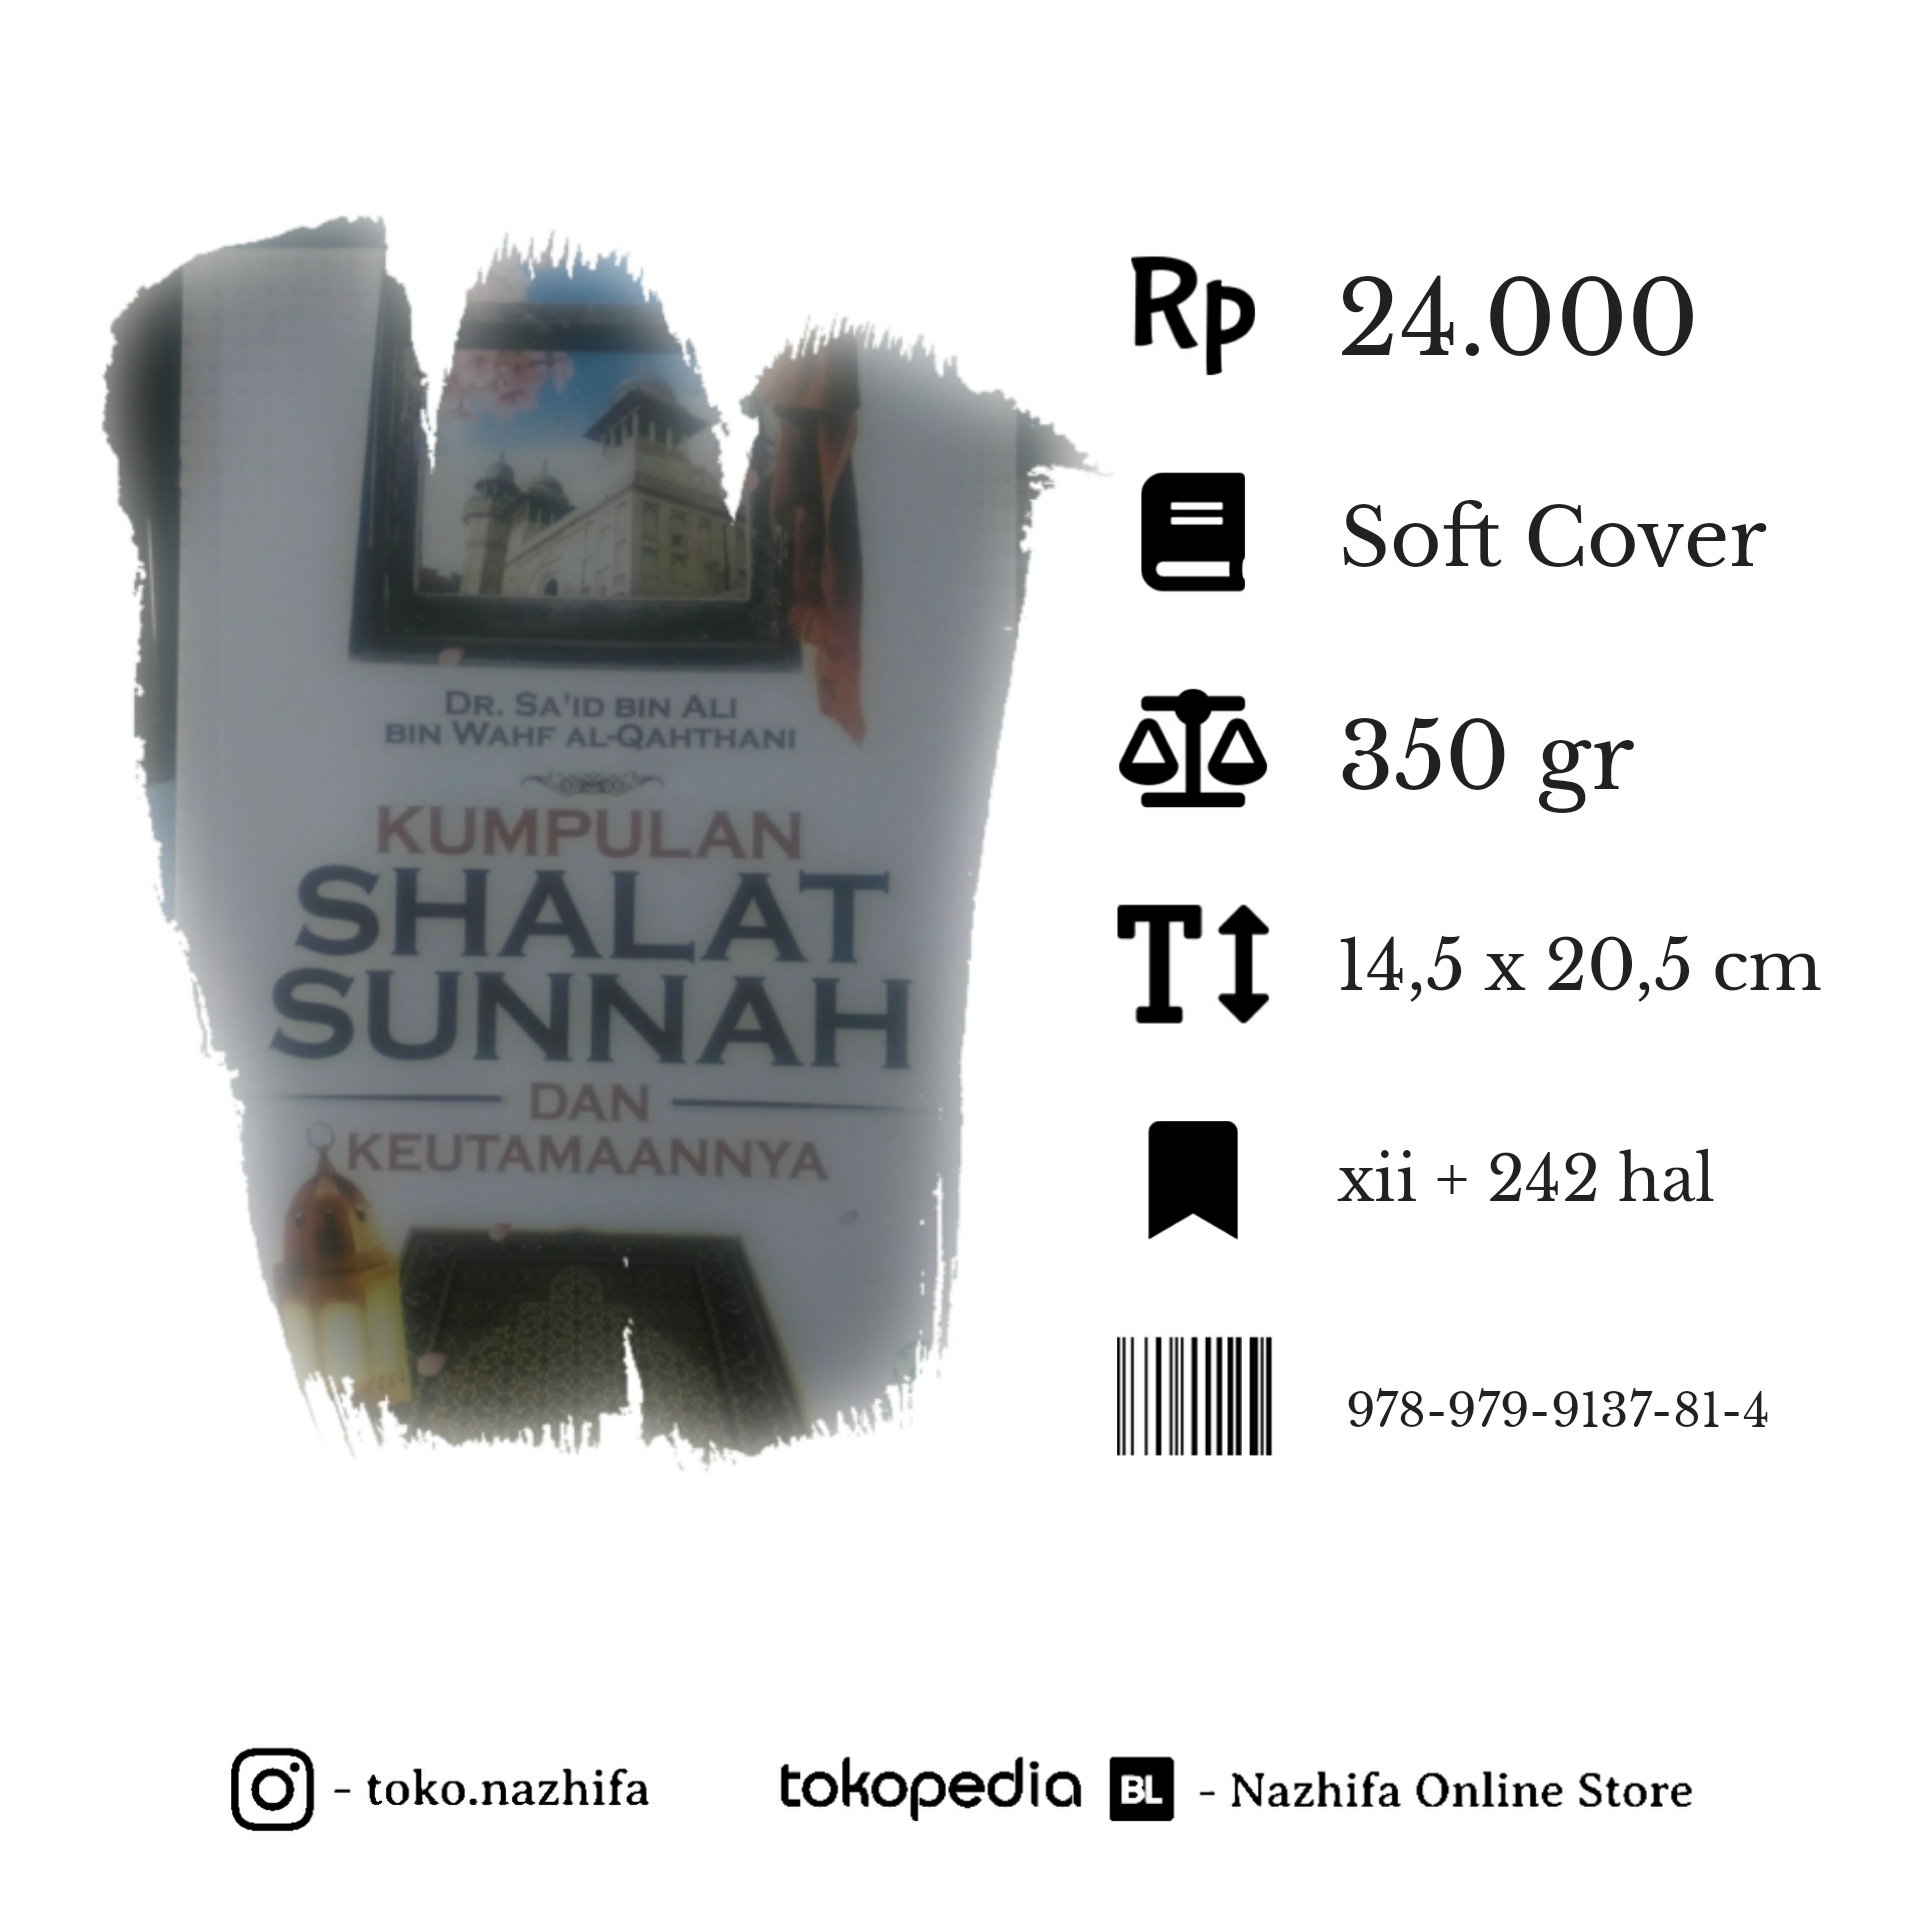 DR. SA'ID BIN ALI
BIN WAHF AL-QAHTHANI
KUMPULAN
SHALAT
SUNNAH
DAN
KEUTAMAANNYA
Rp 24.000
Soft Cover
350 gr
14,5 x 20,5 cm
xii + 242 hal
978-979-9137-81-4
- toko.nazhifa
tokopedia BL - Nazhifa Online Store